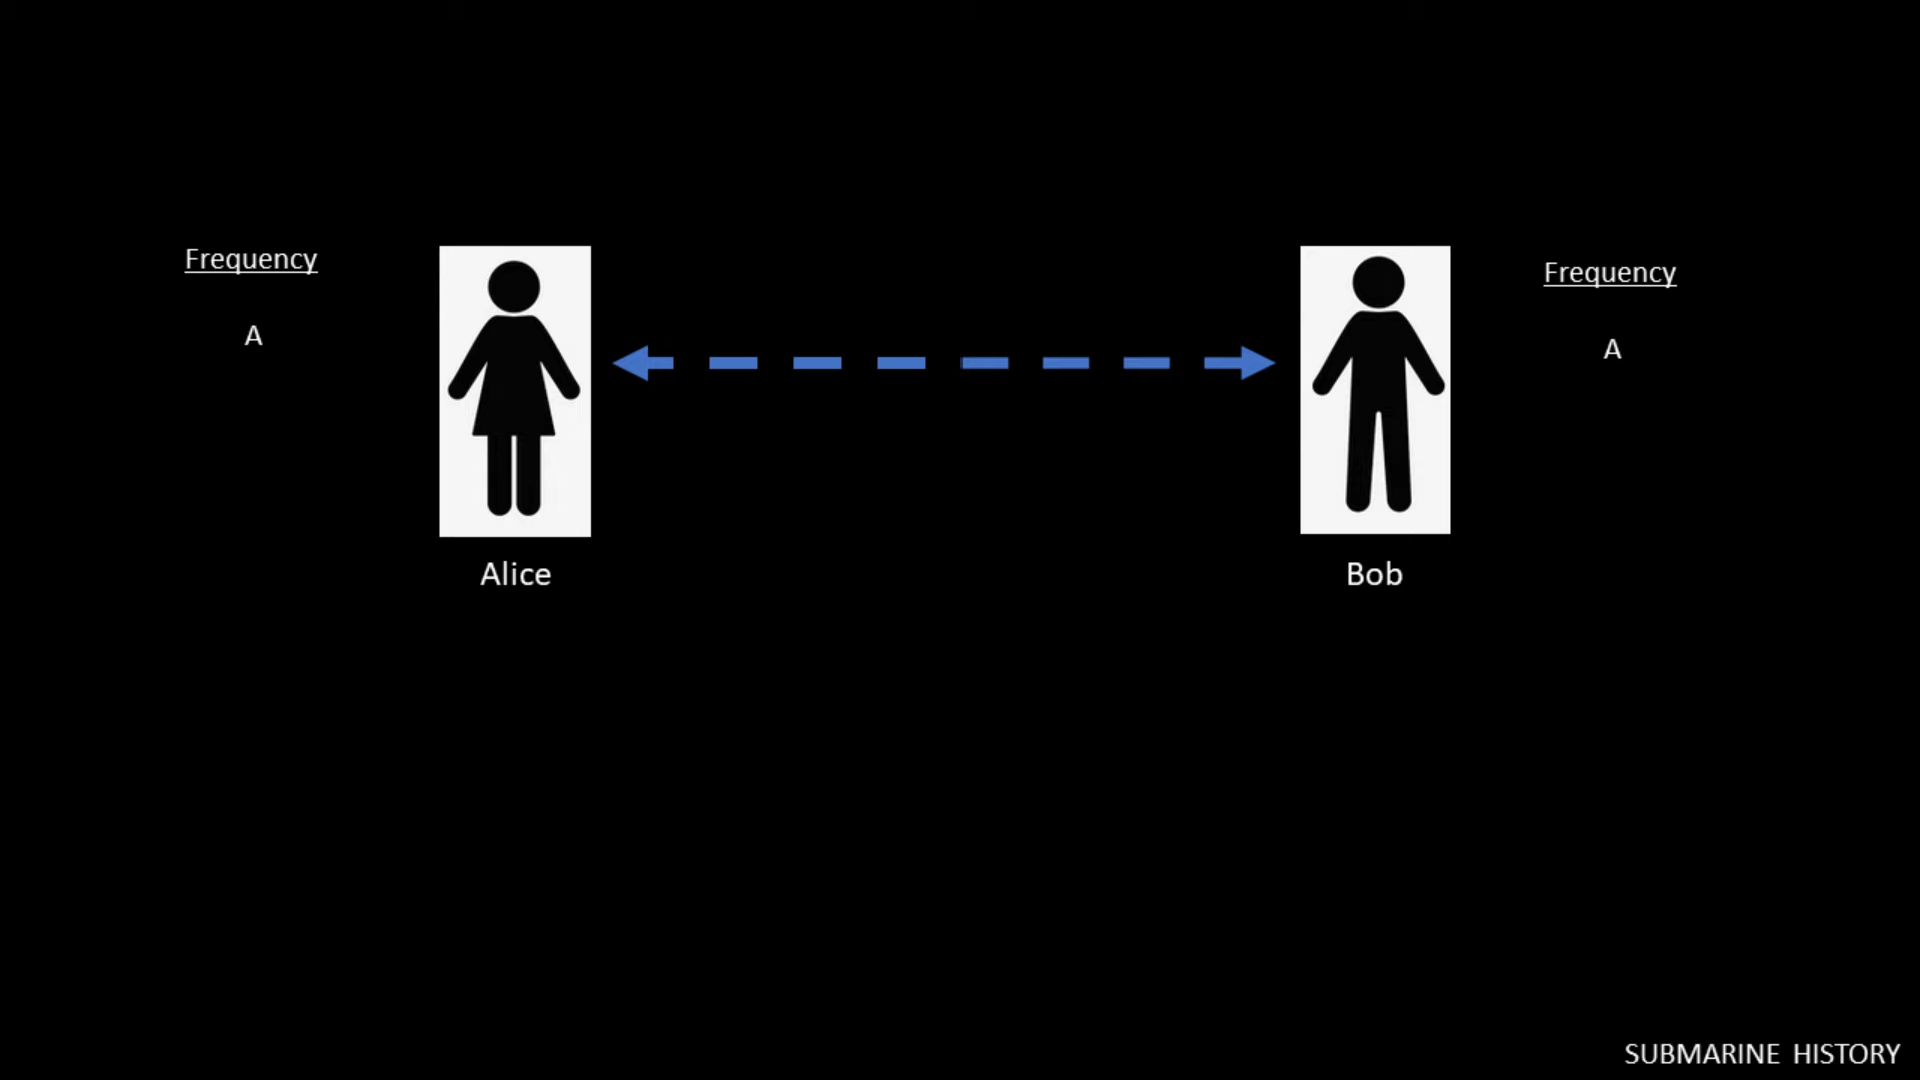 Frequency
A
Alice
Bob
Frequency
A
SUBMARINE HISTORY